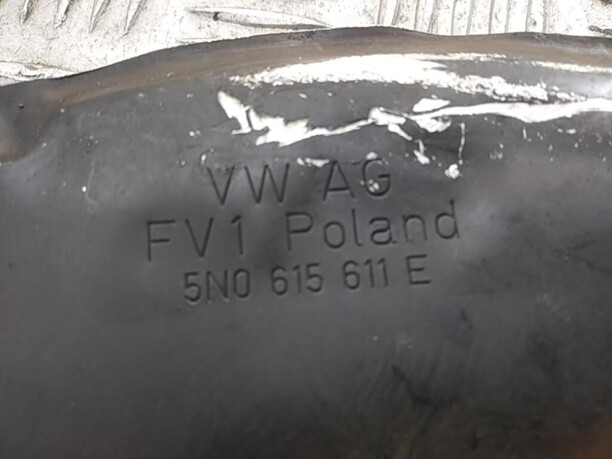 VW AG
FV1 Poland
5N0 615 611 E